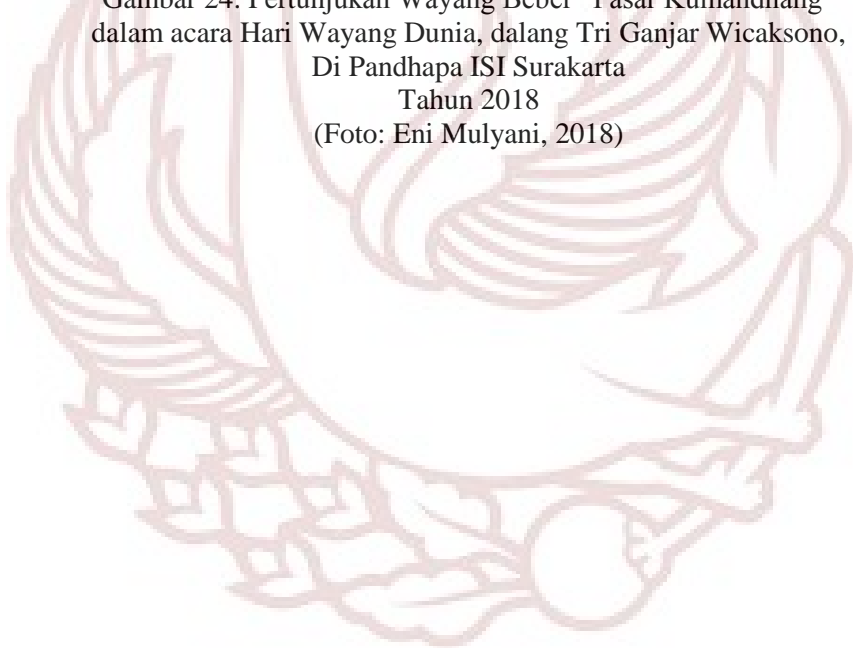 Gambar 24. Pertunjukan Wayang Beber "Pasar Kumandhang"
dalam acara Hari Wayang Dunia, dalang Tri Ganjar Wicaksono,
Di Pandhapa ISI Surakarta
Tahun 2018
(Foto: Eni Mulyani, 2018)